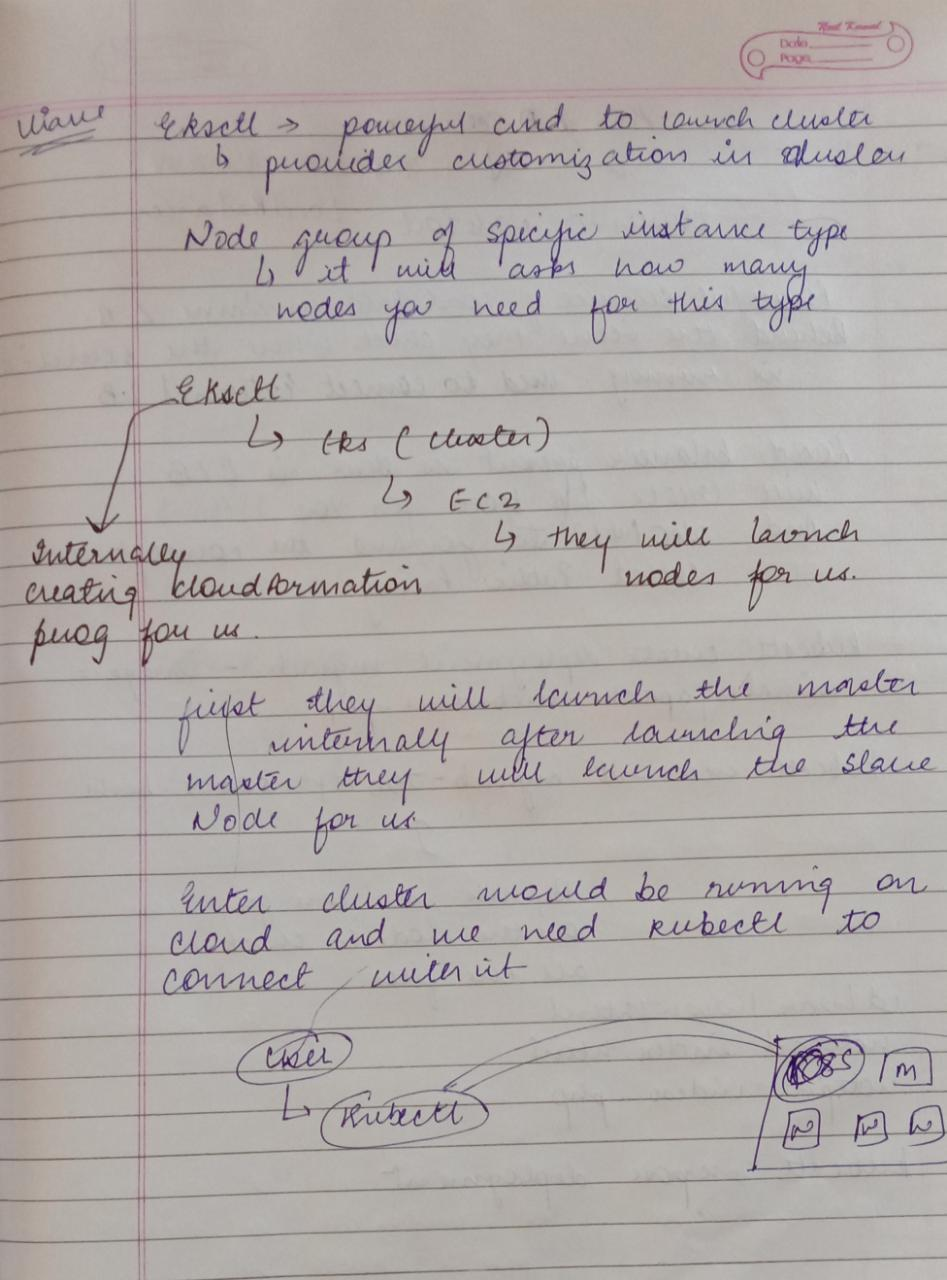 Real Kamal
Date
Page
Eksctl → powerful cmd to launch cluster
↳ provides customization in cluster
Node group of specific instance type
↳ it will asks how many
nodes you need for this type
Eksctl
↳ Eks (cluster)
↳ EC2
↳ they will launch
nodes for us.
Internally
creating cloudformation
prog for us.
first they will launch the master
internally after launching the
master they will launch the slave
Node for us
Enter cluster would be running on
cloud and we need kubectl to
connect with it
user
↳ Kubectl
K8S M
W W W